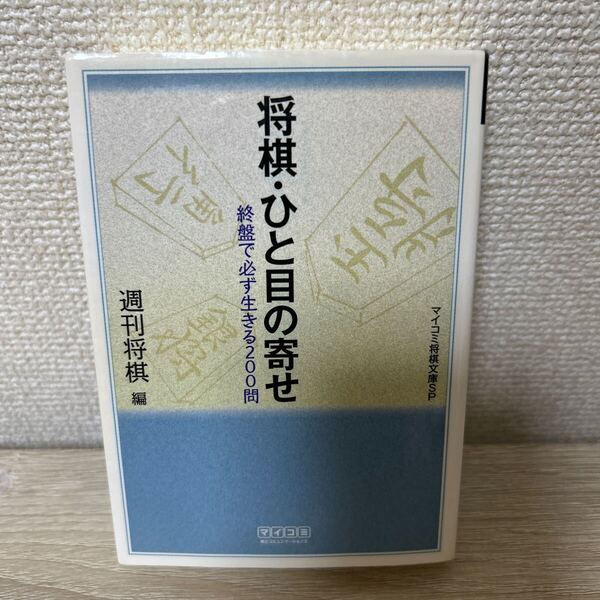 将棋・ひと目の寄せ
終盤で必ず生きる200問
週刊将棋 編
マイコミ将棋文庫SP
マイコミ